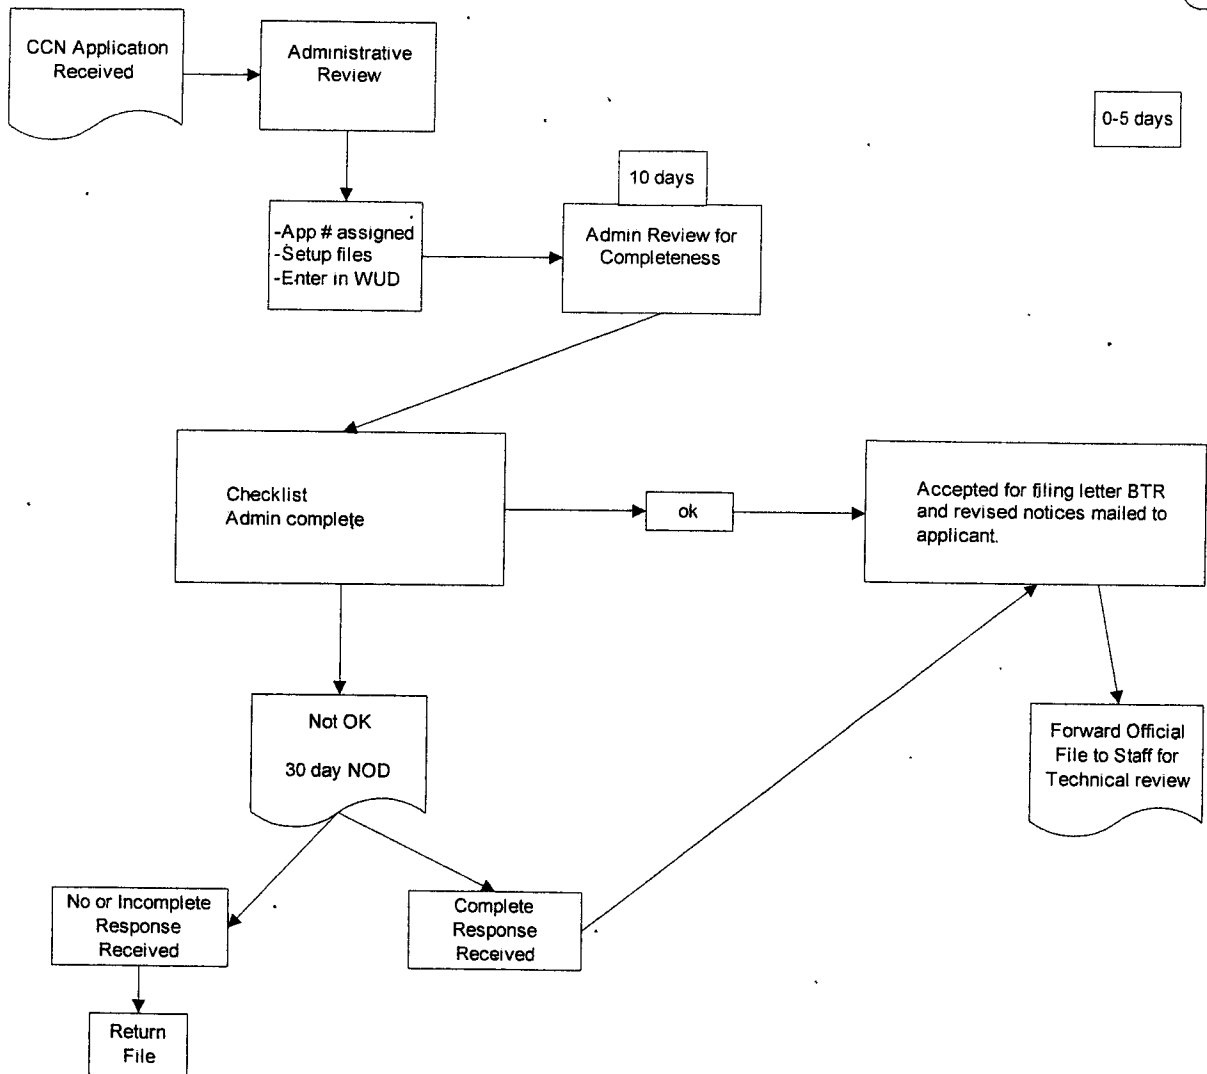 CCN Application
Received
Administrative
Review
0-5 days
10 days
-App # assigned
-Setup files
-Enter in WUD
Admin Review for
Completeness
Checklist
Admin complete
ok
Accepted for filing letter BTR
and revised notices mailed to
applicant.
Not OK
30 day NOD
Forward Official
File to Staff for
Technical review
No or Incomplete
Response
Received
Complete
Response
Received
Return
File